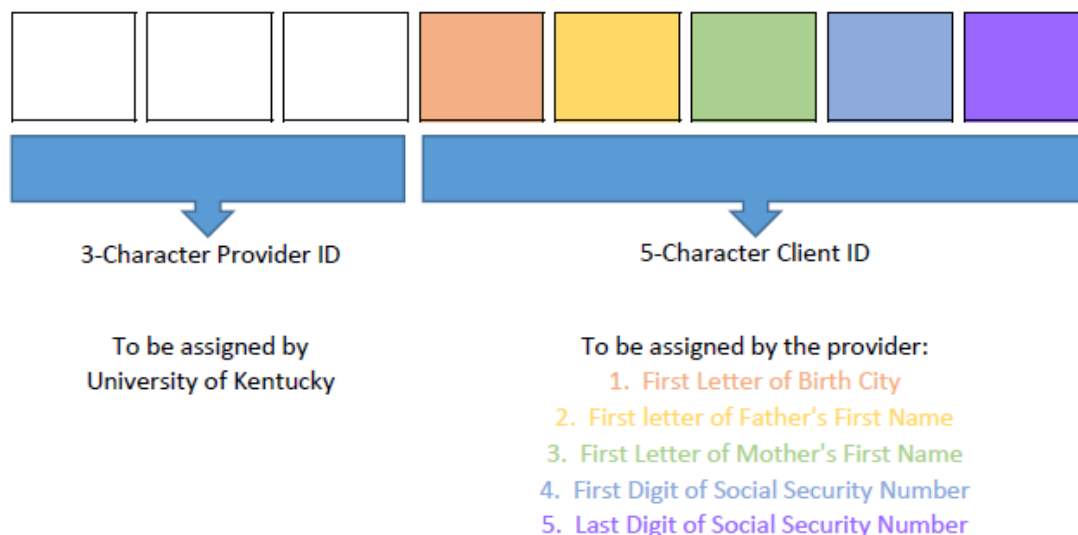 3-Character Provider ID
5-Character Client ID
To be assigned by
University of Kentucky
To be assigned by the provider:
1. First Letter of Birth City
2. First letter of Father's First Name
3. First Letter of Mother's First Name
4. First Digit of Social Security Number
5. Last Digit of Social Security Number